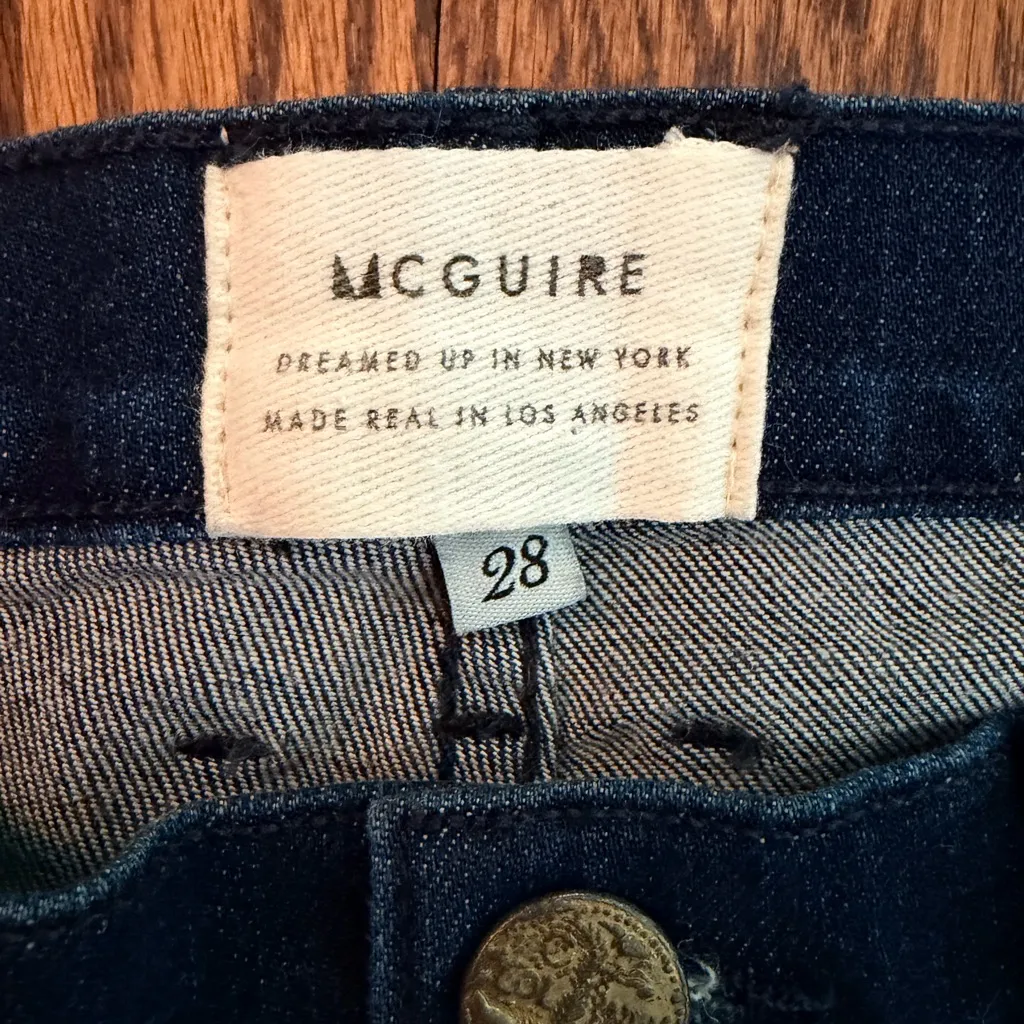 MCGUIRE
DREAMED UP IN NEW YORK
MADE REAL IN LOS ANGELES
28